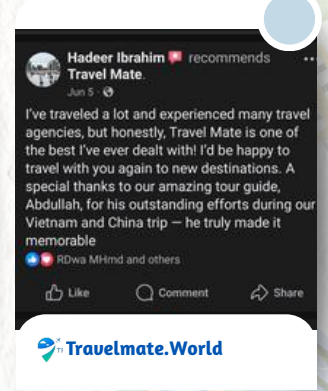 Hadeer Ibrahim recommends
Travel Mate.
Jun 5
I've traveled a lot and experienced many travel
agencies, but honestly, Travel Mate is one of
the best I've ever dealt with! I'd be happy to
travel with you again to new destinations. A
special thanks to our amazing tour guide,
Abdullah, for his outstanding efforts during our
Vietnam and China trip — he truly made it
memorable
RDwa MHmd and others
Like Comment Share
Travelmate.World